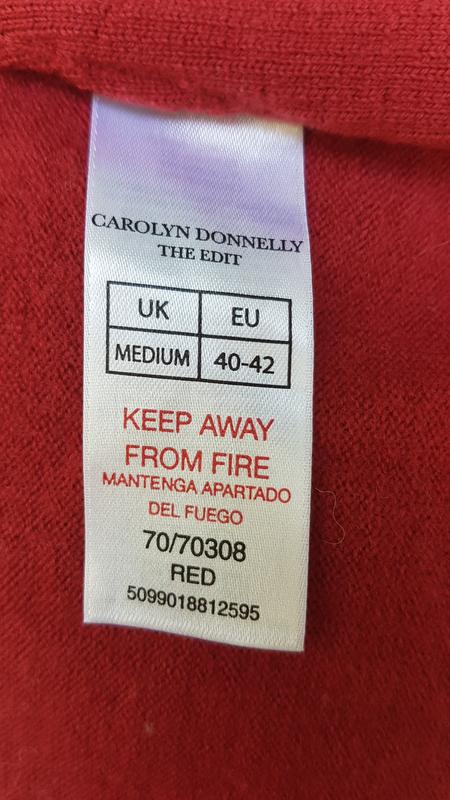 CAROLYN DONNELLY
THE EDIT
UK EU
MEDIUM 40-42
KEEP AWAY
FROM FIRE
MANTENGA APARTADO
DEL FUEGO
70/70308
RED
5099018812595